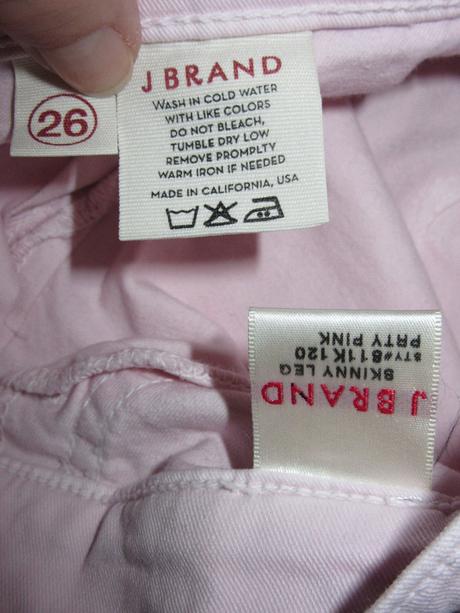 26
J BRAND
WASH IN COLD WATER
WITH LIKE COLORS
DO NOT BLEACH,
TUMBLE DRY LOW
REMOVE PROMPLTY
WARM IRON IF NEEDED
MADE IN CALIFORNIA, USA
J BRAND
SKINNY LEG
STY#811K120
PRTY PINK